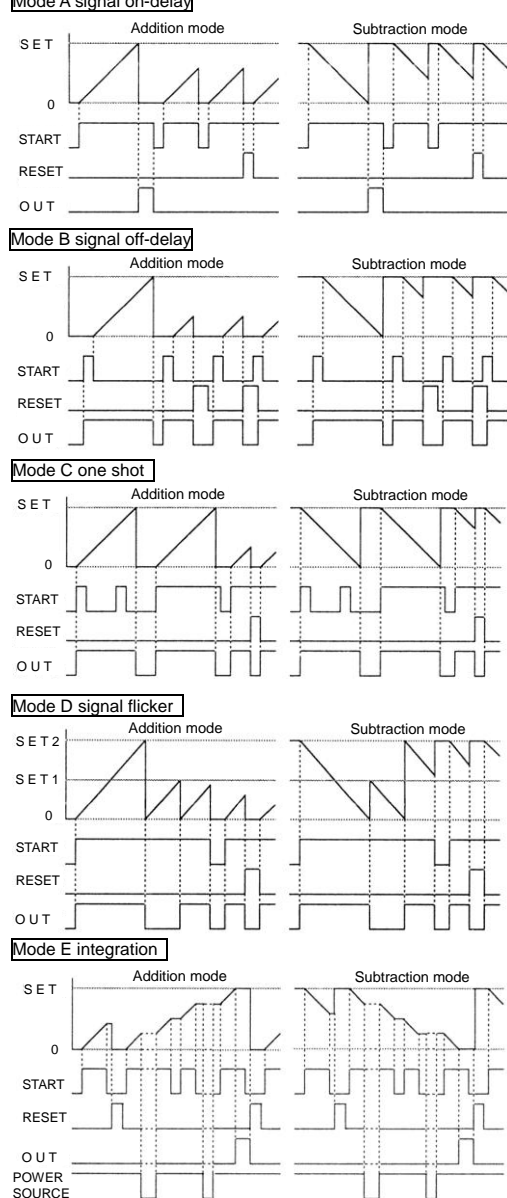 Mode A signal on-delay
Addition mode Subtraction mode
SET
0
START
RESET
OUT
Mode B signal off-delay
Addition mode Subtraction mode
SET
0
START
RESET
OUT
Mode C one shot
Addition mode Subtraction mode
SET
0
START
RESET
OUT
Mode D signal flicker
Addition mode Subtraction mode
SET2
SET1
0
START
RESET
OUT
Mode E integration
Addition mode Subtraction mode
SET
0
START
RESET
OUT
POWER
SOURCE